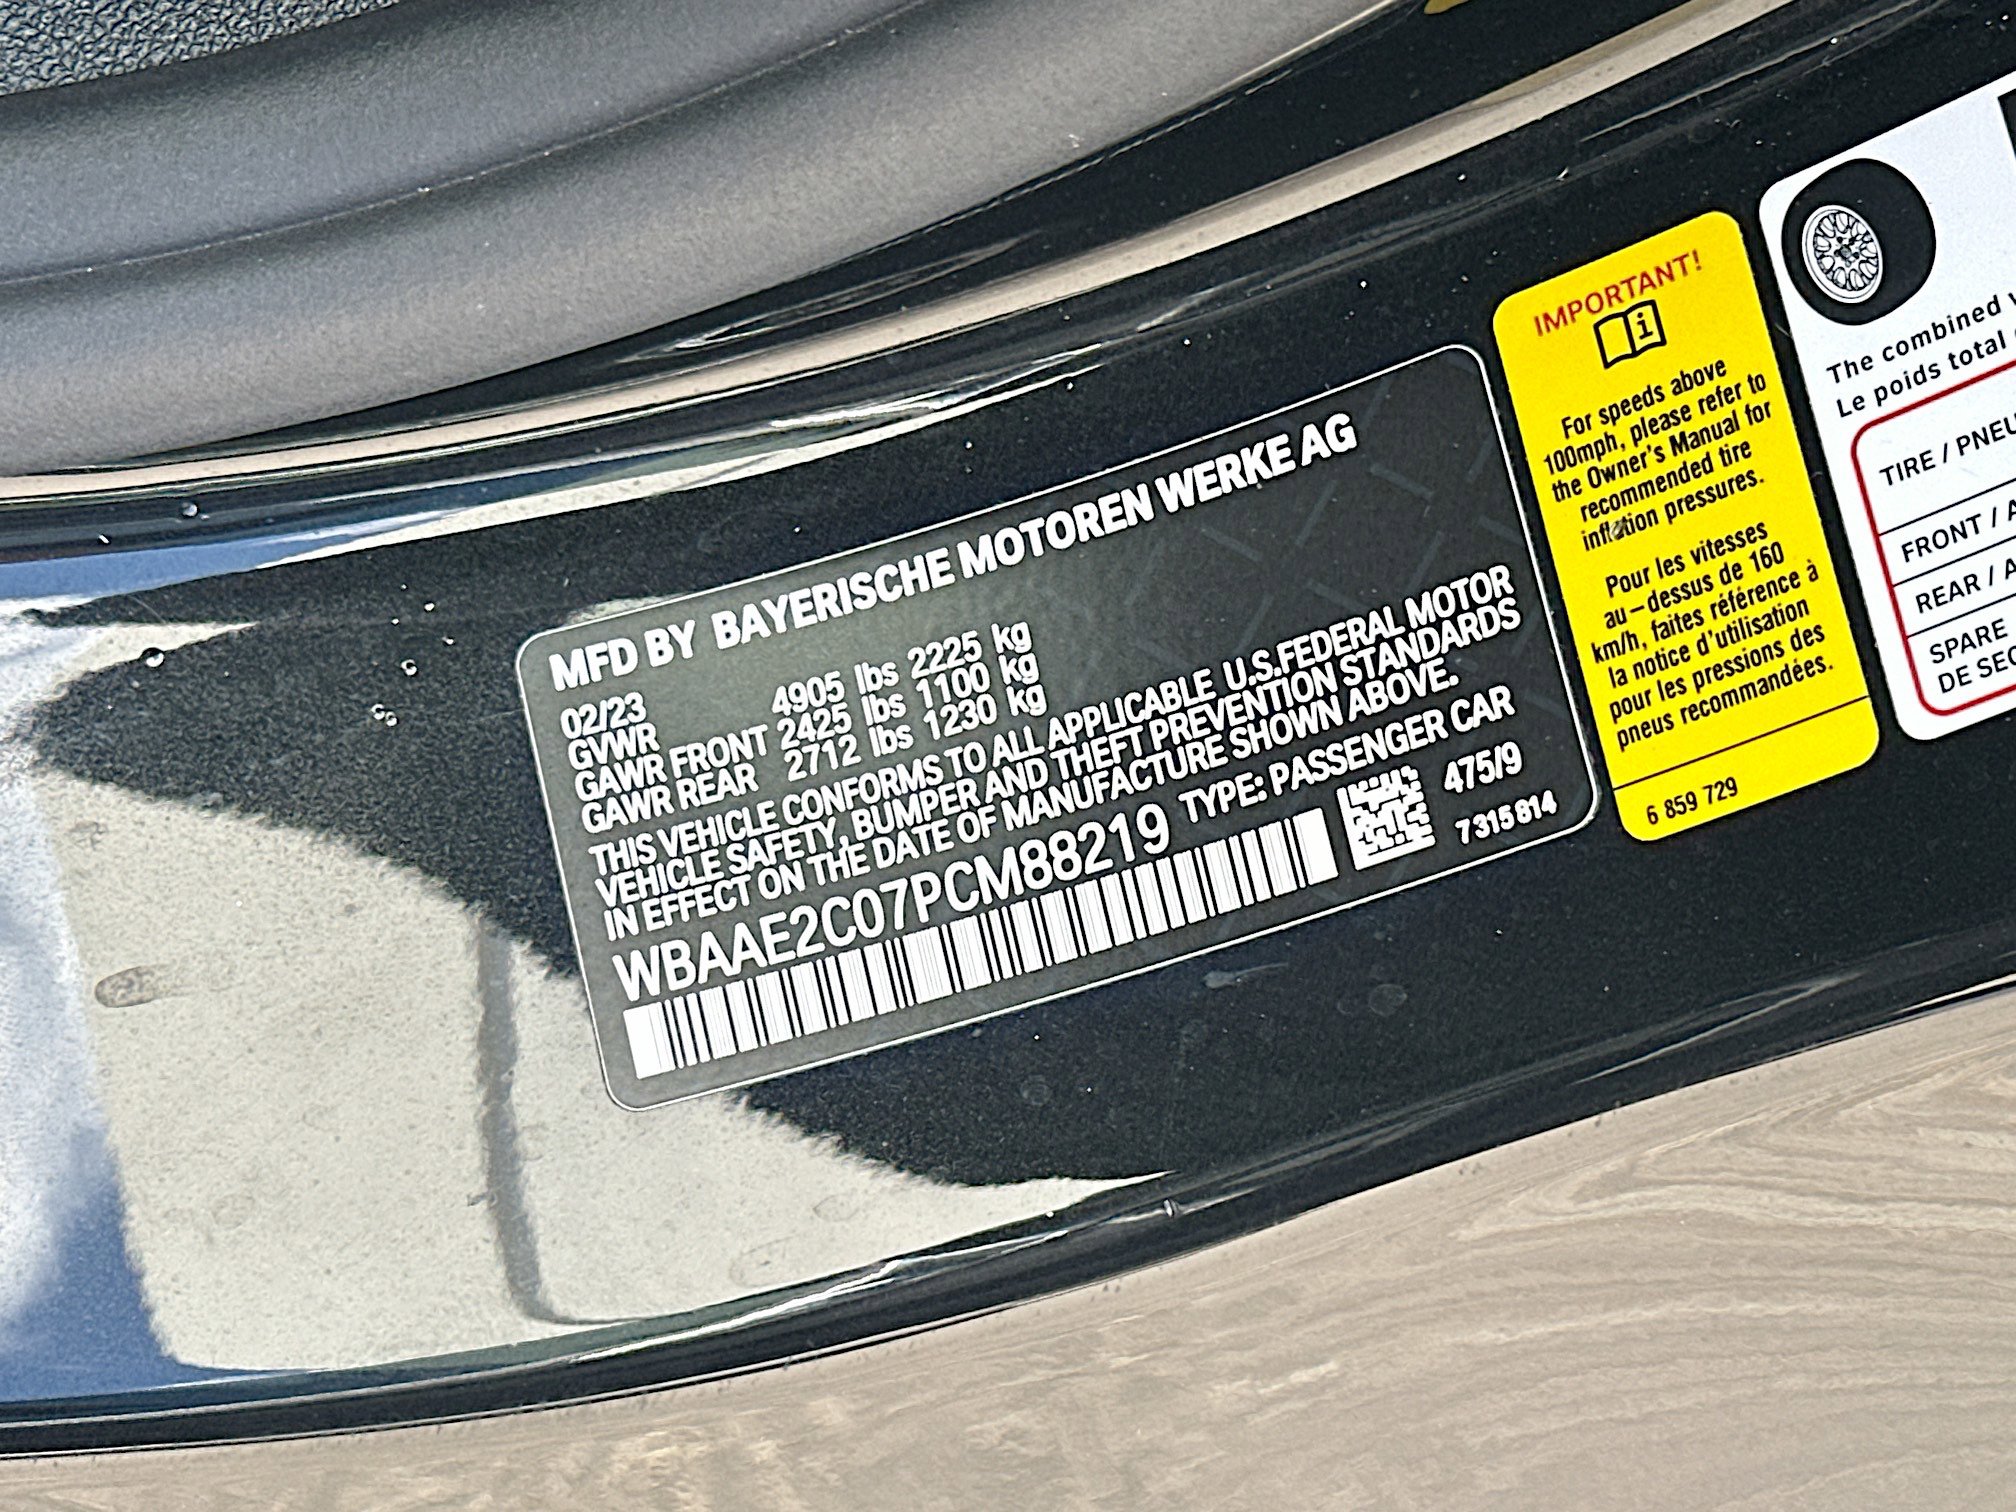 MFD BY BAYERISCHE MOTOREN WERKE AG
02/23
GVWR 4905 lbs 2225 kg
GAWR FRONT 2425 lbs 1100 kg
GAWR REAR 2712 lbs 1230 kg
THIS VEHICLE CONFORMS TO ALL APPLICABLE U.S.FEDERAL MOTOR
VEHICLE SAFETY, BUMPER AND THEFT PREVENTION STANDARDS
IN EFFECT ON THE DATE OF MANUFACTURE SHOWN ABOVE.
WBAAE2C07PCM88219 TYPE: PASSENGER CAR
475/9
7 315 814
IMPORTANT!
i
For speeds above
100mph, please refer to
the Owner's Manual for
recommended tire
inflation pressures.
Pour les vitesses
au-dessus de 160
km/h, faites référence à
la notice d'utilisation
pour les pressions des
pneus recommandées.
6 859 729
The combined
Le poids total
TIRE / PNEU
FRONT / A
REAR / A
SPARE
DE SEC